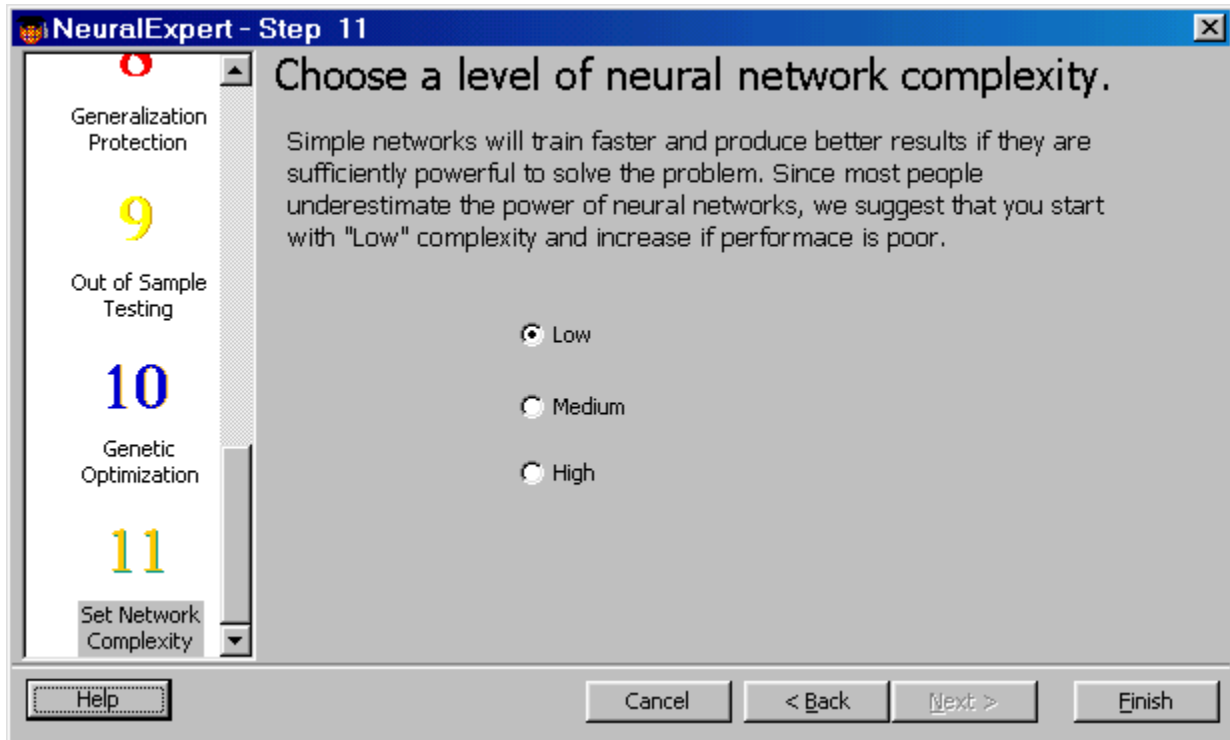 NeuralExpert - Step 11
8
Generalization
Protection
9
Out of Sample
Testing
10
Genetic
Optimization
11
Set Network
Complexity
Choose a level of neural network complexity.
Simple networks will train faster and produce better results if they are
sufficiently powerful to solve the problem. Since most people
underestimate the power of neural networks, we suggest that you start
with "Low" complexity and increase if performace is poor.
Low
Medium
High
Help
Cancel
< Back
Next >
Finish